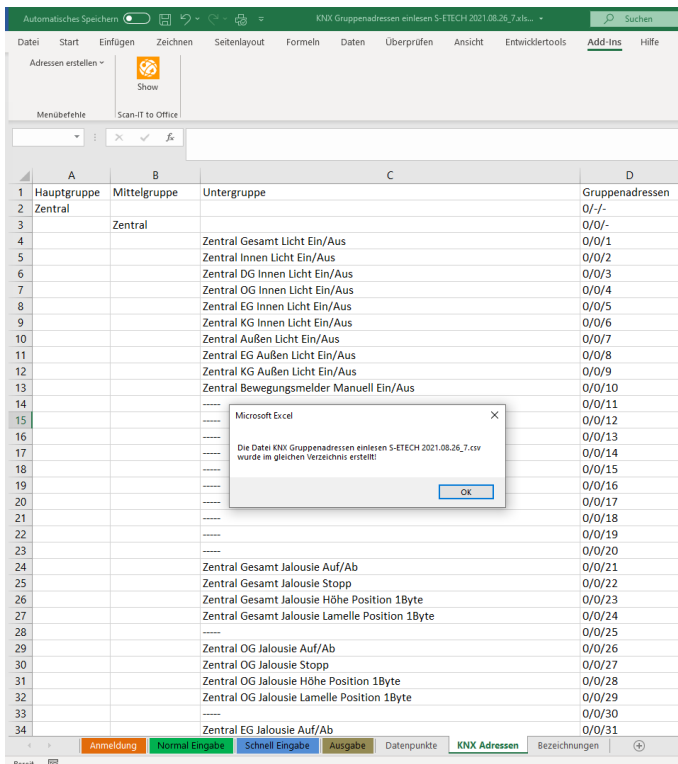 Automatisches Speichern KNX Gruppenadressen einlesen S-ETECH 2021.08.26_7.xls... Suchen
Datei Start Einfügen Zeichnen Seitenlayout Formeln Daten Überprüfen Ansicht Entwicklertools Add-Ins Hilfe
Adressen erstellen
Show
Menübefehle Scan-IT to Office
fx
A B C D
1 Hauptgruppe Mittelgruppe Untergruppe Gruppenadressen
2 Zentral 0/-/-
3 Zentral 0/0/-
4 Zentral Gesamt Licht Ein/Aus 0/0/1
5 Zentral Innen Licht Ein/Aus 0/0/2
6 Zentral DG Innen Licht Ein/Aus 0/0/3
7 Zentral OG Innen Licht Ein/Aus 0/0/4
8 Zentral EG Innen Licht Ein/Aus 0/0/5
9 Zentral KG Innen Licht Ein/Aus 0/0/6
10 Zentral Außen Licht Ein/Aus 0/0/7
11 Zentral EG Außen Licht Ein/Aus 0/0/8
12 Zentral KG Außen Licht Ein/Aus 0/0/9
13 Zentral Bewegungsmelder Manuell Ein/Aus 0/0/10
14 ----- 0/0/11
15 ----- 0/0/12
16 ----- 0/0/13
17 ----- 0/0/14
18 ----- 0/0/15
19 ----- 0/0/16
20 ----- 0/0/17
21 ----- 0/0/18
22 ----- 0/0/19
23 ----- 0/0/20
Microsoft Excel
Die Datei KNX Gruppenadressen einlesen S-ETECH 2021.08.26_7.csv
wurde im gleichen Verzeichnis erstellt!
OK
24 Zentral Gesamt Jalousie Auf/Ab 0/0/21
25 Zentral Gesamt Jalousie Stopp 0/0/22
26 Zentral Gesamt Jalousie Höhe Position 1Byte 0/0/23
27 Zentral Gesamt Jalousie Lamelle Position 1Byte 0/0/24
28 ----- 0/0/25
29 Zentral OG Jalousie Auf/Ab 0/0/26
30 Zentral OG Jalousie Stopp 0/0/27
31 Zentral OG Jalousie Höhe Position 1Byte 0/0/28
32 Zentral OG Jalousie Lamelle Position 1Byte 0/0/29
33 ----- 0/0/30
34 Zentral EG Jalousie Auf/Ab 0/0/31
Anmeldung Normal Eingabe Schnell Eingabe Ausgabe Datenpunkte KNX Adressen Bezeichnungen
Bereit